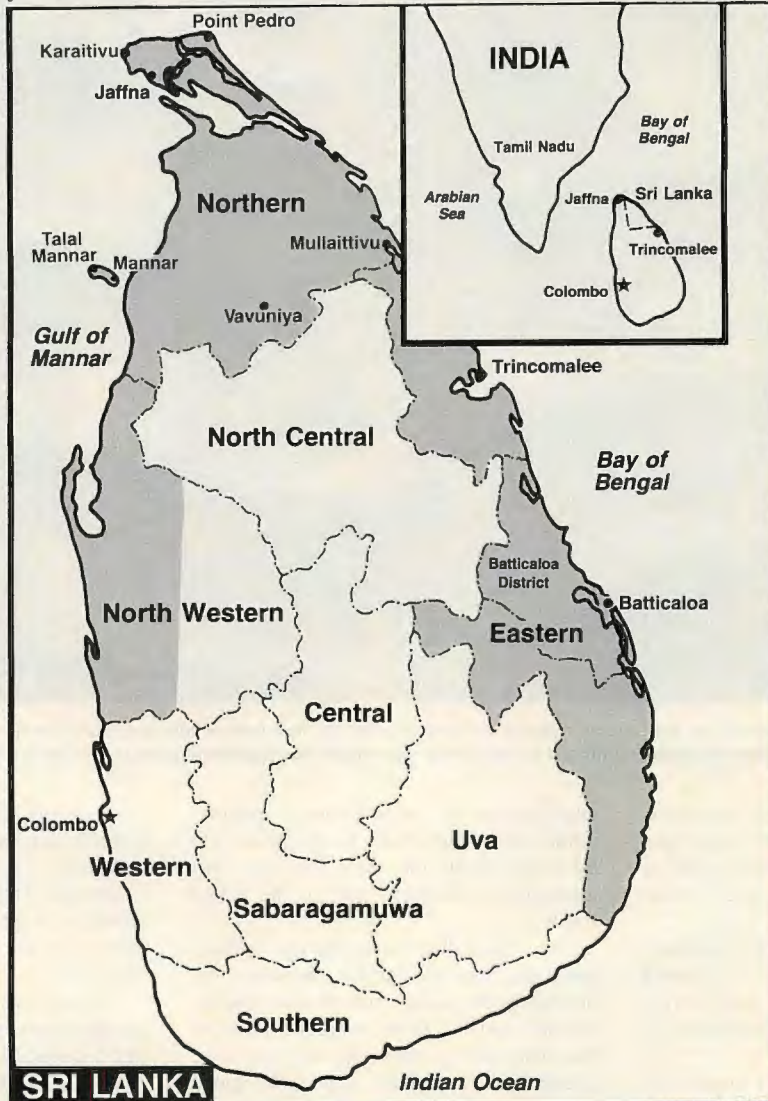 Point Pedro
Karaitivu
Jaffna
INDIA
Tamil Nadu
Bay of
Bengal
Arabian
Sea
Jaffna
Sri Lanka
Trincomalee
Colombo
Northern
Mullaittivu
Talal
Mannar
Mannar
Vavuniya
Gulf of
Mannar
Trincomalee
North Central
Bay of
Bengal
Batticaloa
District
Batticaloa
North Western
Eastern
Central
Colombo
Western
Uva
Sabaragamuwa
Southern
SRI LANKA
Indian Ocean